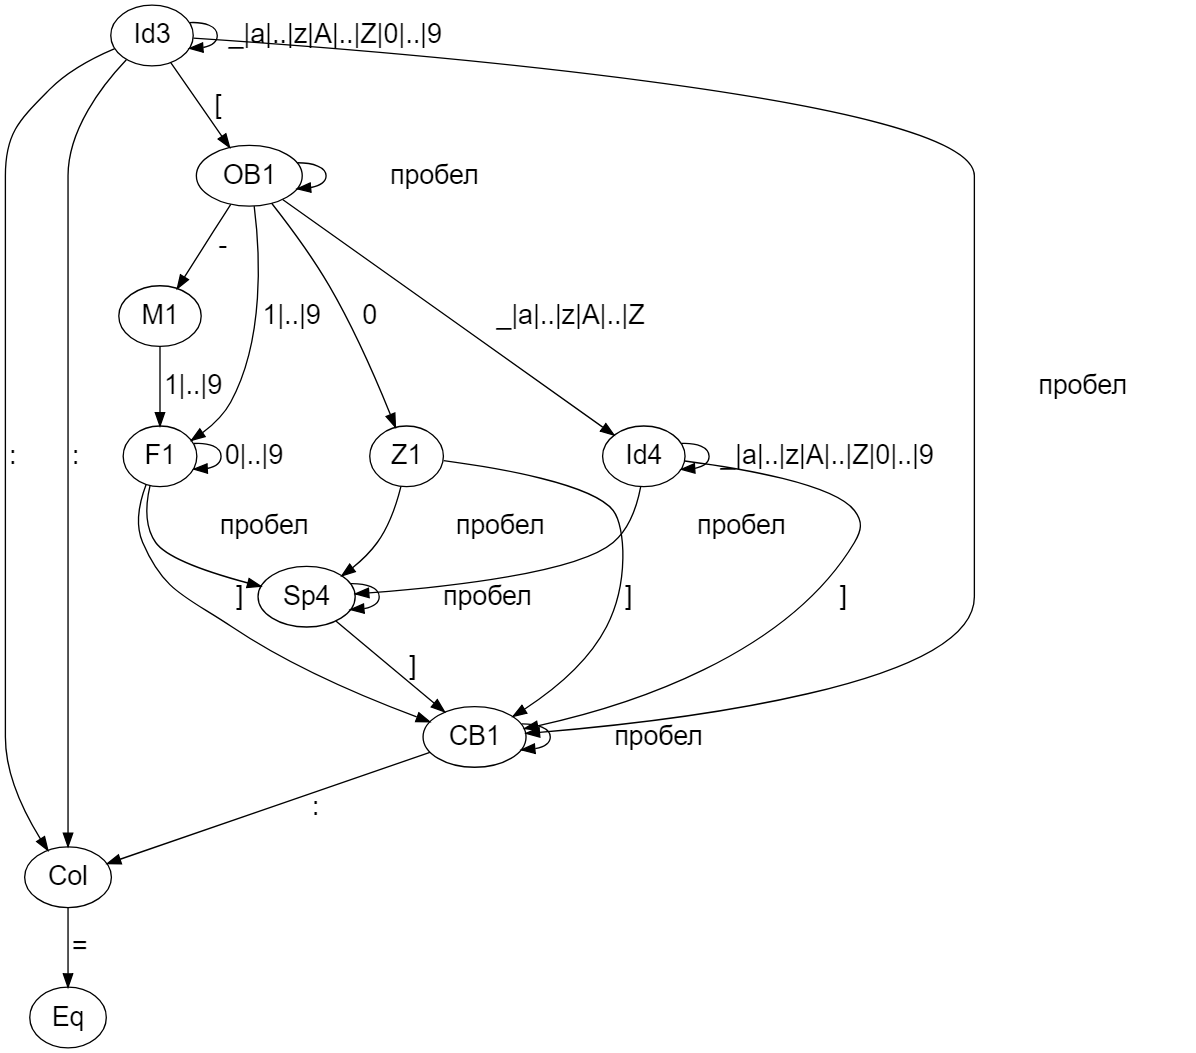 Id3
_|a|..|z|A|..|Z|0|..|9
[
OB1
пробел
-
M1
1|..|9
0
_|a|..|z|A|..|Z
1|..|9
пробел
:
:
F1
0|..|9
Z1
Id4
_|a|..|z|A|..|Z|0|..|9
пробел
пробел
пробел
]
Sp4
пробел
]
]
]
CB1
пробел
:
Col
=
Eq